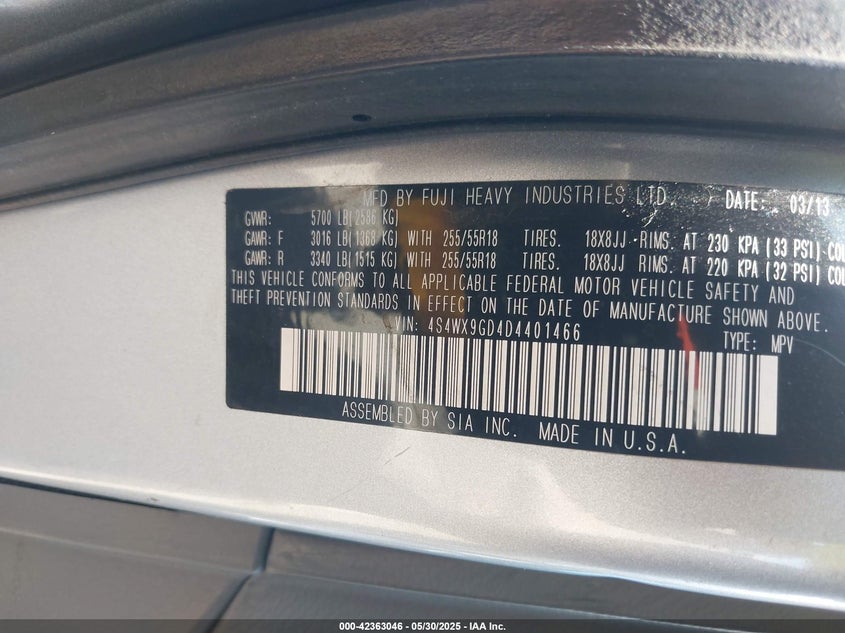 MFD BY FUJI HEAVY INDUSTRIES LTD. DATE: 03/13
GVWR: 5700 LB(2586 KG)
GAWR: F 3016 LB(1368 KG) WITH 255/55R18 TIRES. 18X8JJ RIMS. AT 230 KPA (33 PSI)
GAWR: R 3340 LB(1515 KG) WITH 255/55R18 TIRES. 18X8JJ RIMS. AT 220 KPA (32 PSI)
THIS VEHICLE CONFORMS TO ALL APPLICABLE FEDERAL MOTOR VEHICLE SAFETY AND
THEFT PREVENTION STANDARDS IN EFFECT ON THE DATE OF MANUFACTURE SHOWN ABOVE.
VIN: 4S4WX9GD4D4401466 TYPE: MPV
ASSEMBLED BY SIA INC. MADE IN U.S.A.
000-42363046 - 05/30/2025 - IAA Inc.